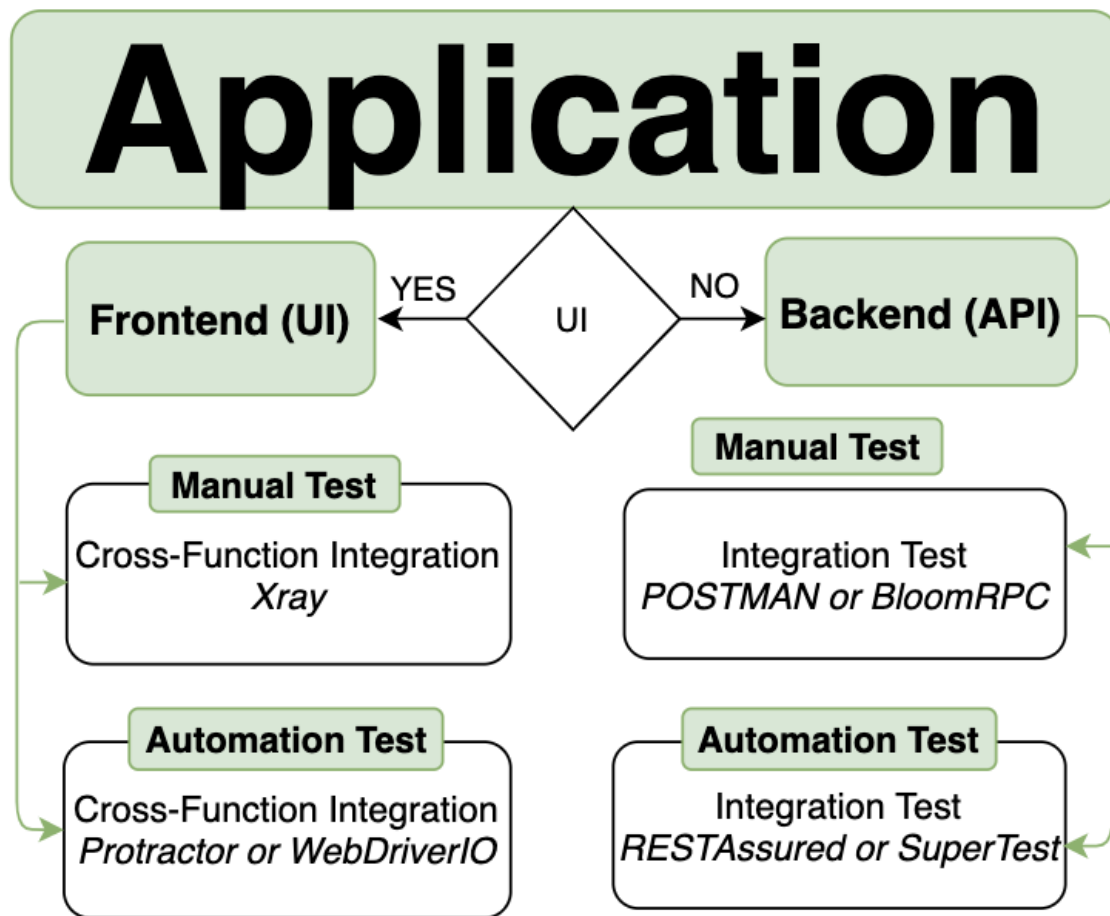 Application
YES
UI
NO
Frontend (UI)
Backend (API)
Manual Test
Cross-Function Integration
Xray
Manual Test
Integration Test
POSTMAN or BloomRPC
Automation Test
Cross-Function Integration
Protractor or WebDriverIO
Automation Test
Integration Test
RESTAssured or SuperTest